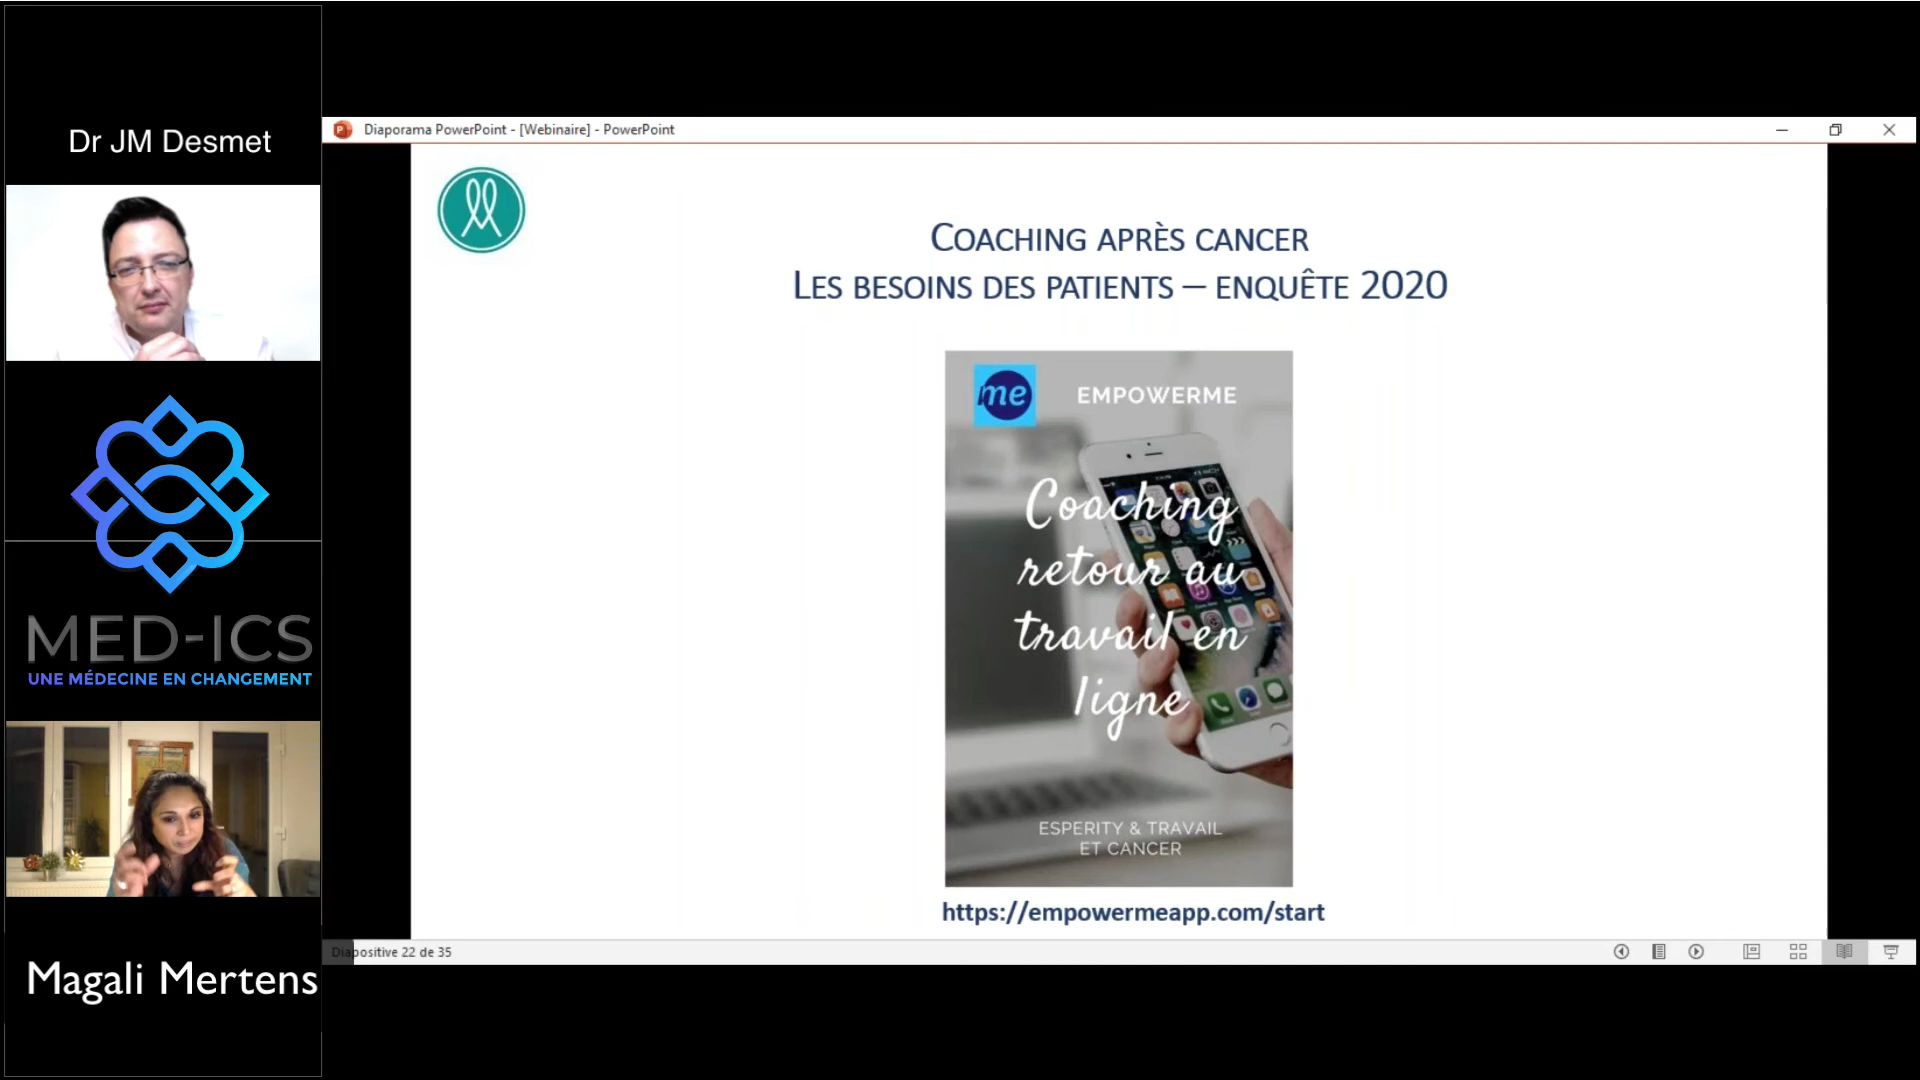 Dr JM Desmet
MED-ICS
UNE MÉDECINE EN CHANGEMENT
Magali Mertens
Diaporama PowerPoint - [Webinaire] - PowerPoint
COACHING APRÈS CANCER
LES BESOINS DES PATIENTS – ENQUÊTE 2020
me
EMPOWERME
Coaching
retour au
travail en
ligne
ESPERITY & TRAVAIL
ET CANCER
https://empowermeapp.com/start
Diapositive 22 de 35